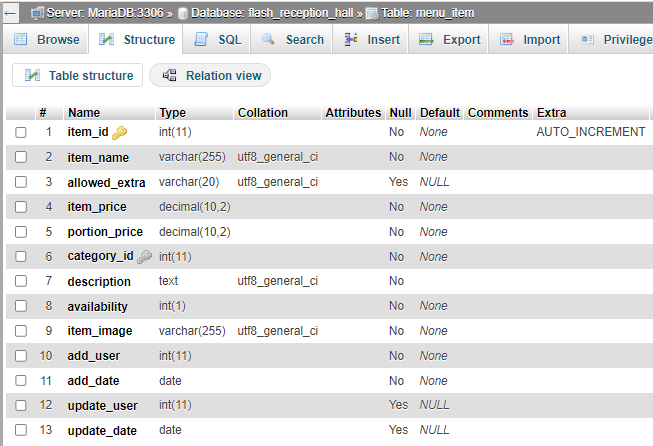 Server: MariaDB:3306 » Database: flash_reception_hall » Table: menu_item
Browse Structure SQL Search Insert Export Import Privilege
Table structure Relation view
# Name Type Collation Attributes Null Default Comments Extra
1 item_id int(11) No None AUTO_INCREMENT
2 item_name varchar(255) utf8_general_ci No None
3 allowed_extra varchar(20) utf8_general_ci Yes NULL
4 item_price decimal(10,2) No None
5 portion_price decimal(10,2) No None
6 category_id int(11) No None
7 description text utf8_general_ci No
8 availability int(1) No None
9 item_image varchar(255) utf8_general_ci No None
10 add_user int(11) No None
11 add_date date No None
12 update_user int(11) Yes NULL
13 update_date date Yes NULL